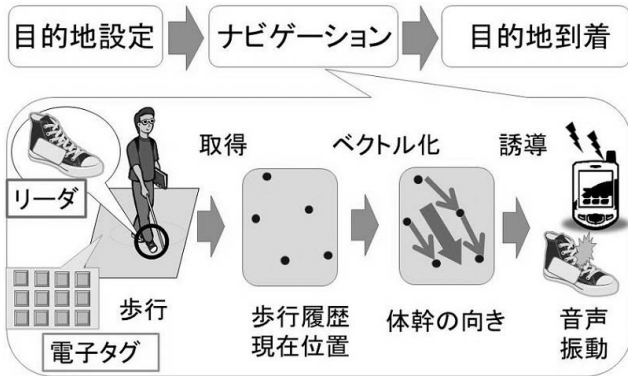 目的地設定
ナビゲーション
目的地到着
取得
ベクトル化
誘導
リーダ
歩行
電子タグ
歩行履歴
現在位置
体幹の向き
音声
振動